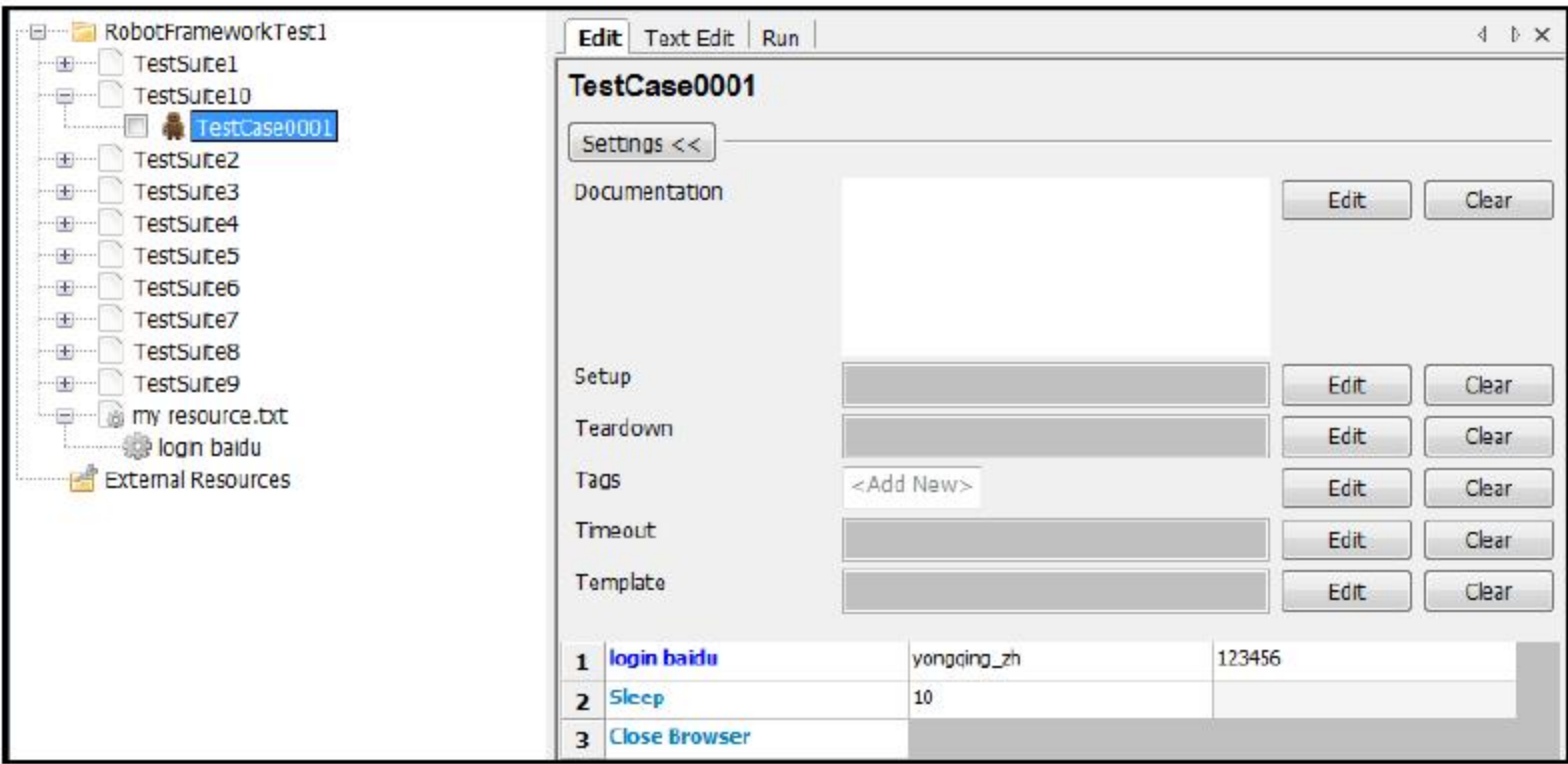 RobotFrameworkTest1
TestSuite1
TestSuite10
TestCase0001
TestSuite2
TestSuite3
TestSuite4
TestSuite5
TestSuite6
TestSuite7
TestSuite8
TestSuite9
my resource.txt
login baidu
External Resources
Edit Text Edit Run
TestCase0001
Settings <<
Documentation Edit Clear
Setup Edit Clear
Teardown Edit Clear
Tags <Add New> Edit Clear
Timeout Edit Clear
Template Edit Clear
1 login baidu yongqing_zh 123456
2 Sleep 10
3 Close Browser